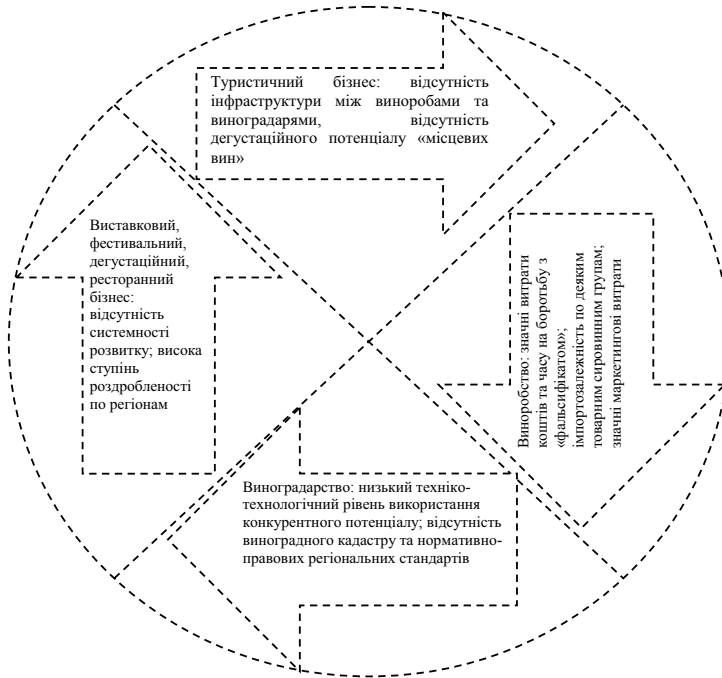 Туристичний бізнес: відсутність
інфраструктури між виноробами та
виноградарями, відсутність
дегустаційного потенціалу «місцевих
вин»
Виставковий,
фестивальний,
дегустаційний,
ресторанний
бізнес:
відсутність
системності
розвитку; висока
ступінь
роздробленості
по регіонам
Виноробство: значні витрати
коштів та часу на боротьбу з
«фальсифікатом»;
імпортозалежність по деяким
товарним сировинним групам;
значні маркетингові витрати
Виноградарство: низький техніко-
технологічний рівень використання
конкурентного потенціалу; відсутність
виноградного кадастру та нормативно-
правових регіональних стандартів